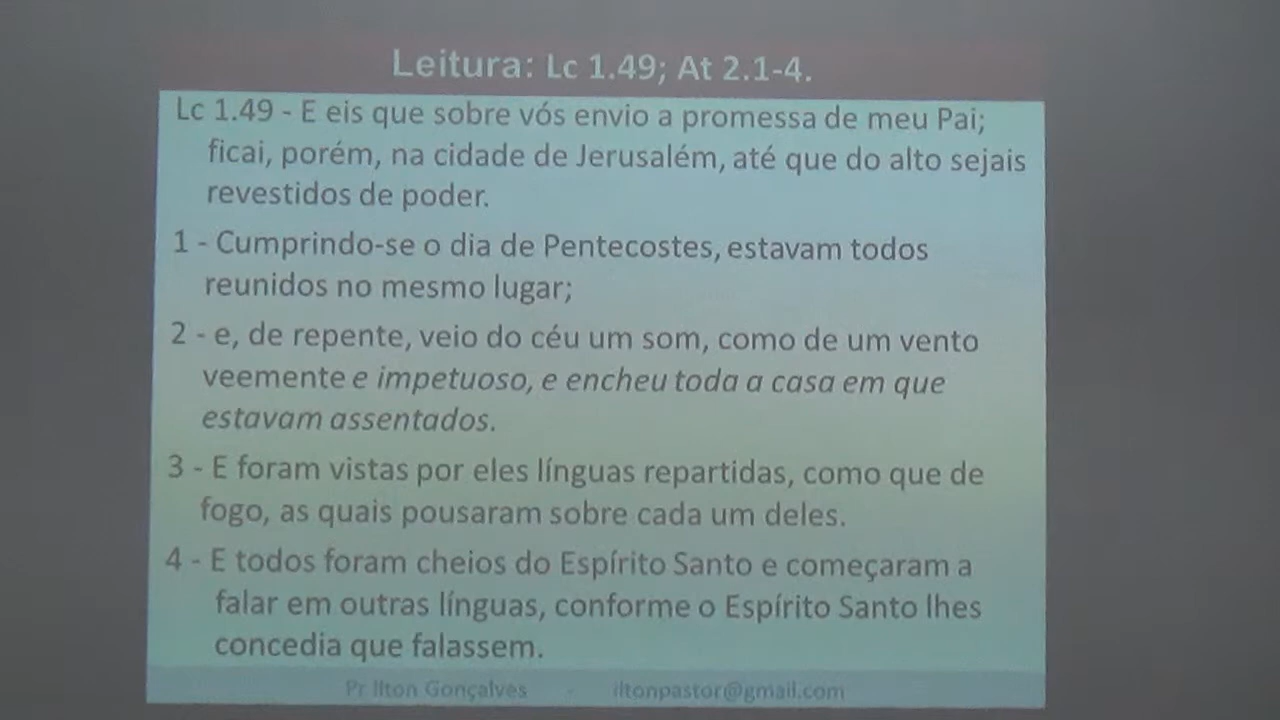 Leitura: Lc 1.49; At 2.1-4.
Lc 1.49 - E eis que sobre vós envio a promessa de meu Pai;
ficai, porém, na cidade de Jerusalém, até que do alto sejais
revestidos de poder.
1 - Cumprindo-se o dia de Pentecostes, estavam todos
reunidos no mesmo lugar;
2 - e, de repente, veio do céu um som, como de um vento
veemente e impetuoso, e encheu toda a casa em que
estavam assentados.
3 - E foram vistas por eles línguas repartidas, como que de
fogo, as quais pousaram sobre cada um deles.
4 - E todos foram cheios do Espírito Santo e começaram a
falar em outras línguas, conforme o Espírito Santo lhes
concedia que falassem.
Pr Ilton Gonçalves - iltonpastor@gmail.com